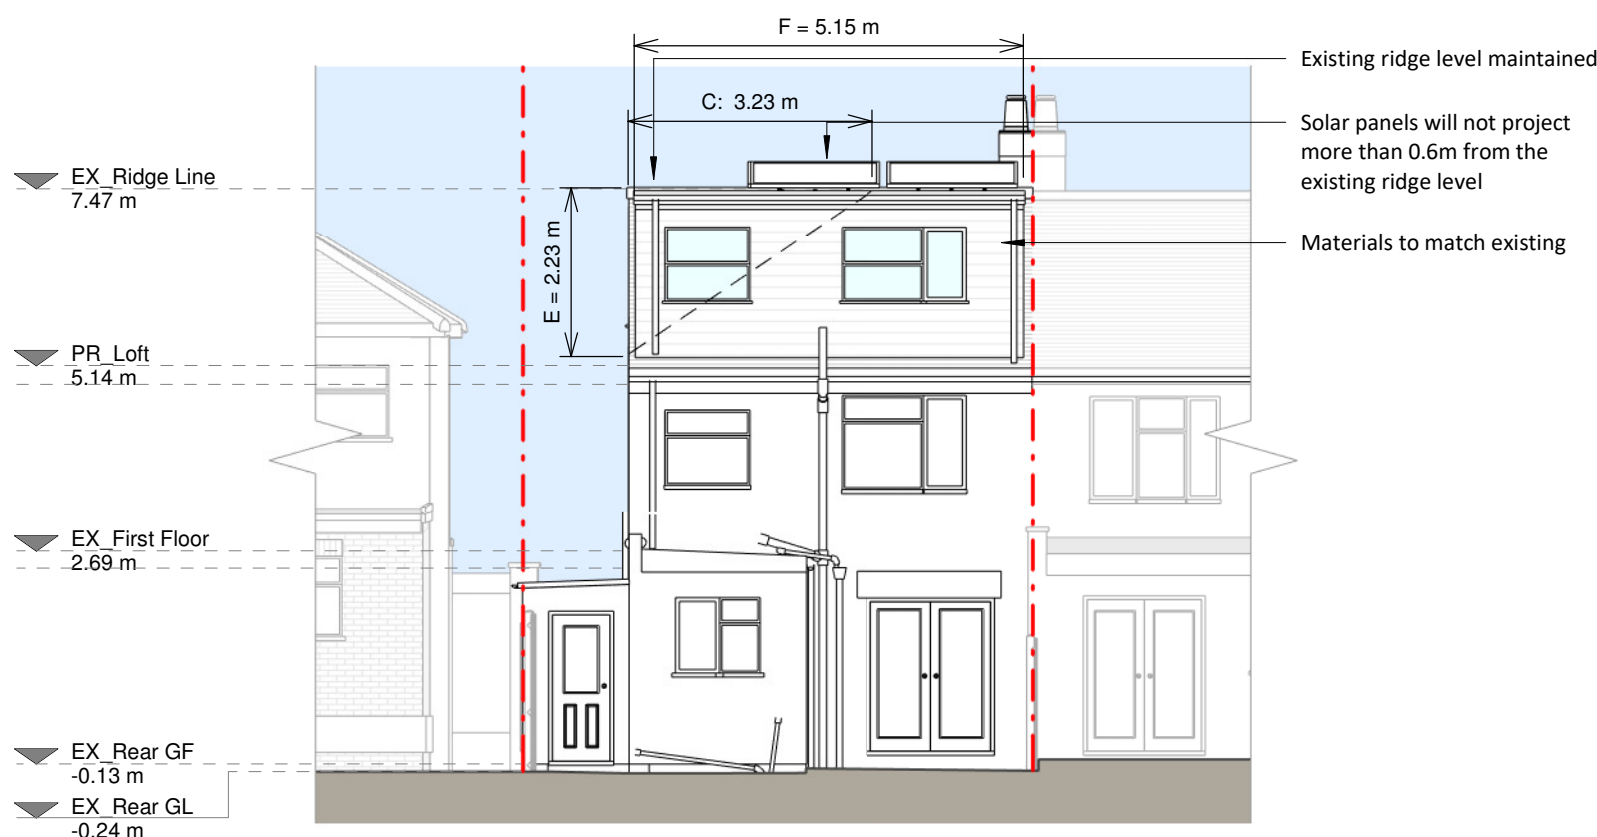 F = 5.15 m
Existing ridge level maintained
C: 3.23 m
Solar panels will not project
more than 0.6m from the
existing ridge level
EX_Ridge Line
7.47 m
E = 2.23 m
Materials to match existing
PR_Loft
5.14 m
EX_First Floor
2.69 m
EX_Rear GF
-0.13 m
EX_Rear GL
-0.24 m